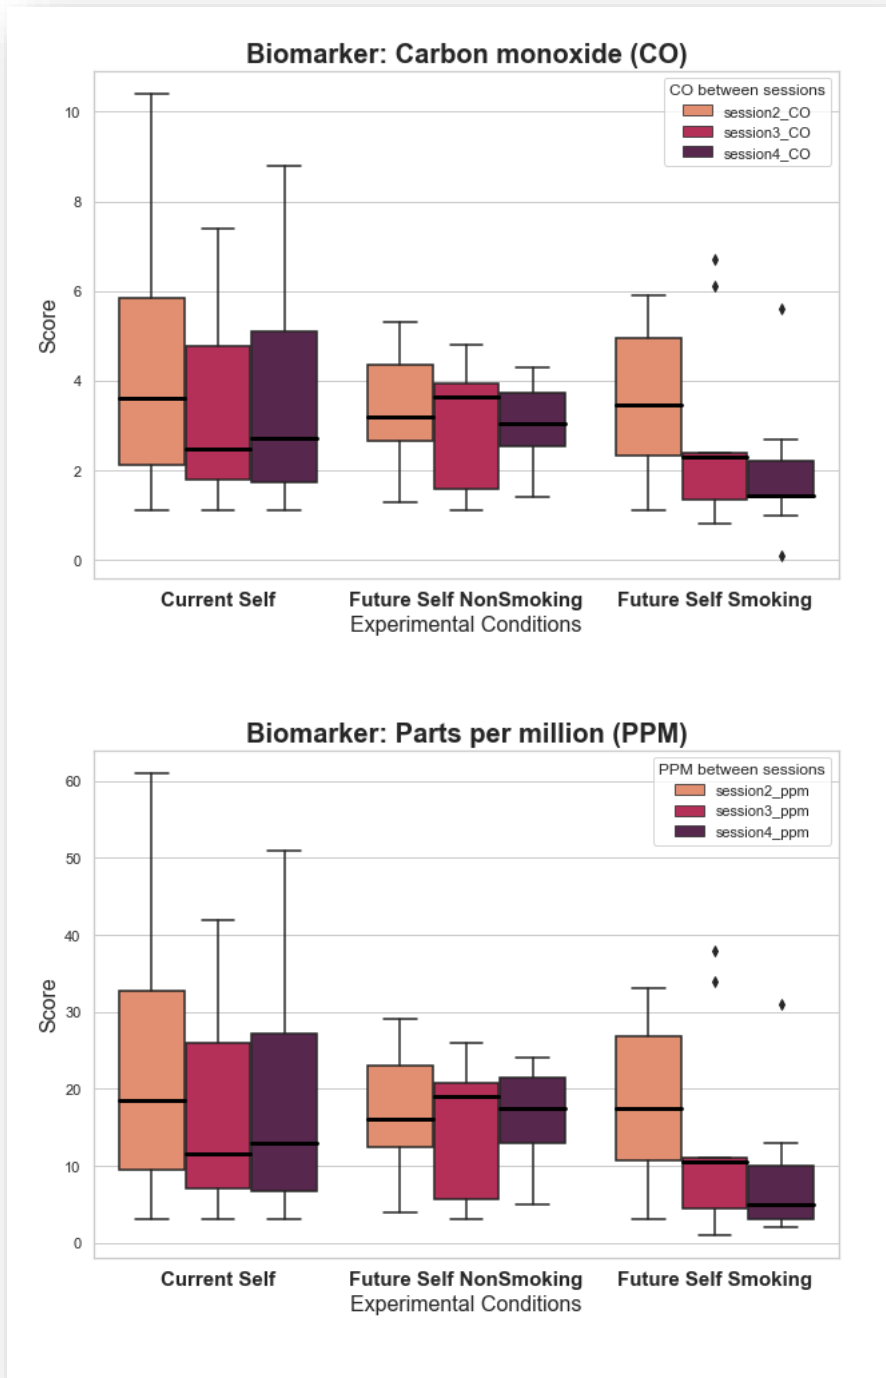 Biomarker: Carbon monoxide (CO)
CO between sessions
session2_CO
session3_CO
session4_CO
10
8
6
4
2
0
Score
Current Self
Future Self NonSmoking
Future Self Smoking
Experimental Conditions
Biomarker: Parts per million (PPM)
PPM between sessions
session2_ppm
session3_ppm
session4_ppm
60
50
40
30
20
10
0
Score
Current Self
Future Self NonSmoking
Future Self Smoking
Experimental Conditions